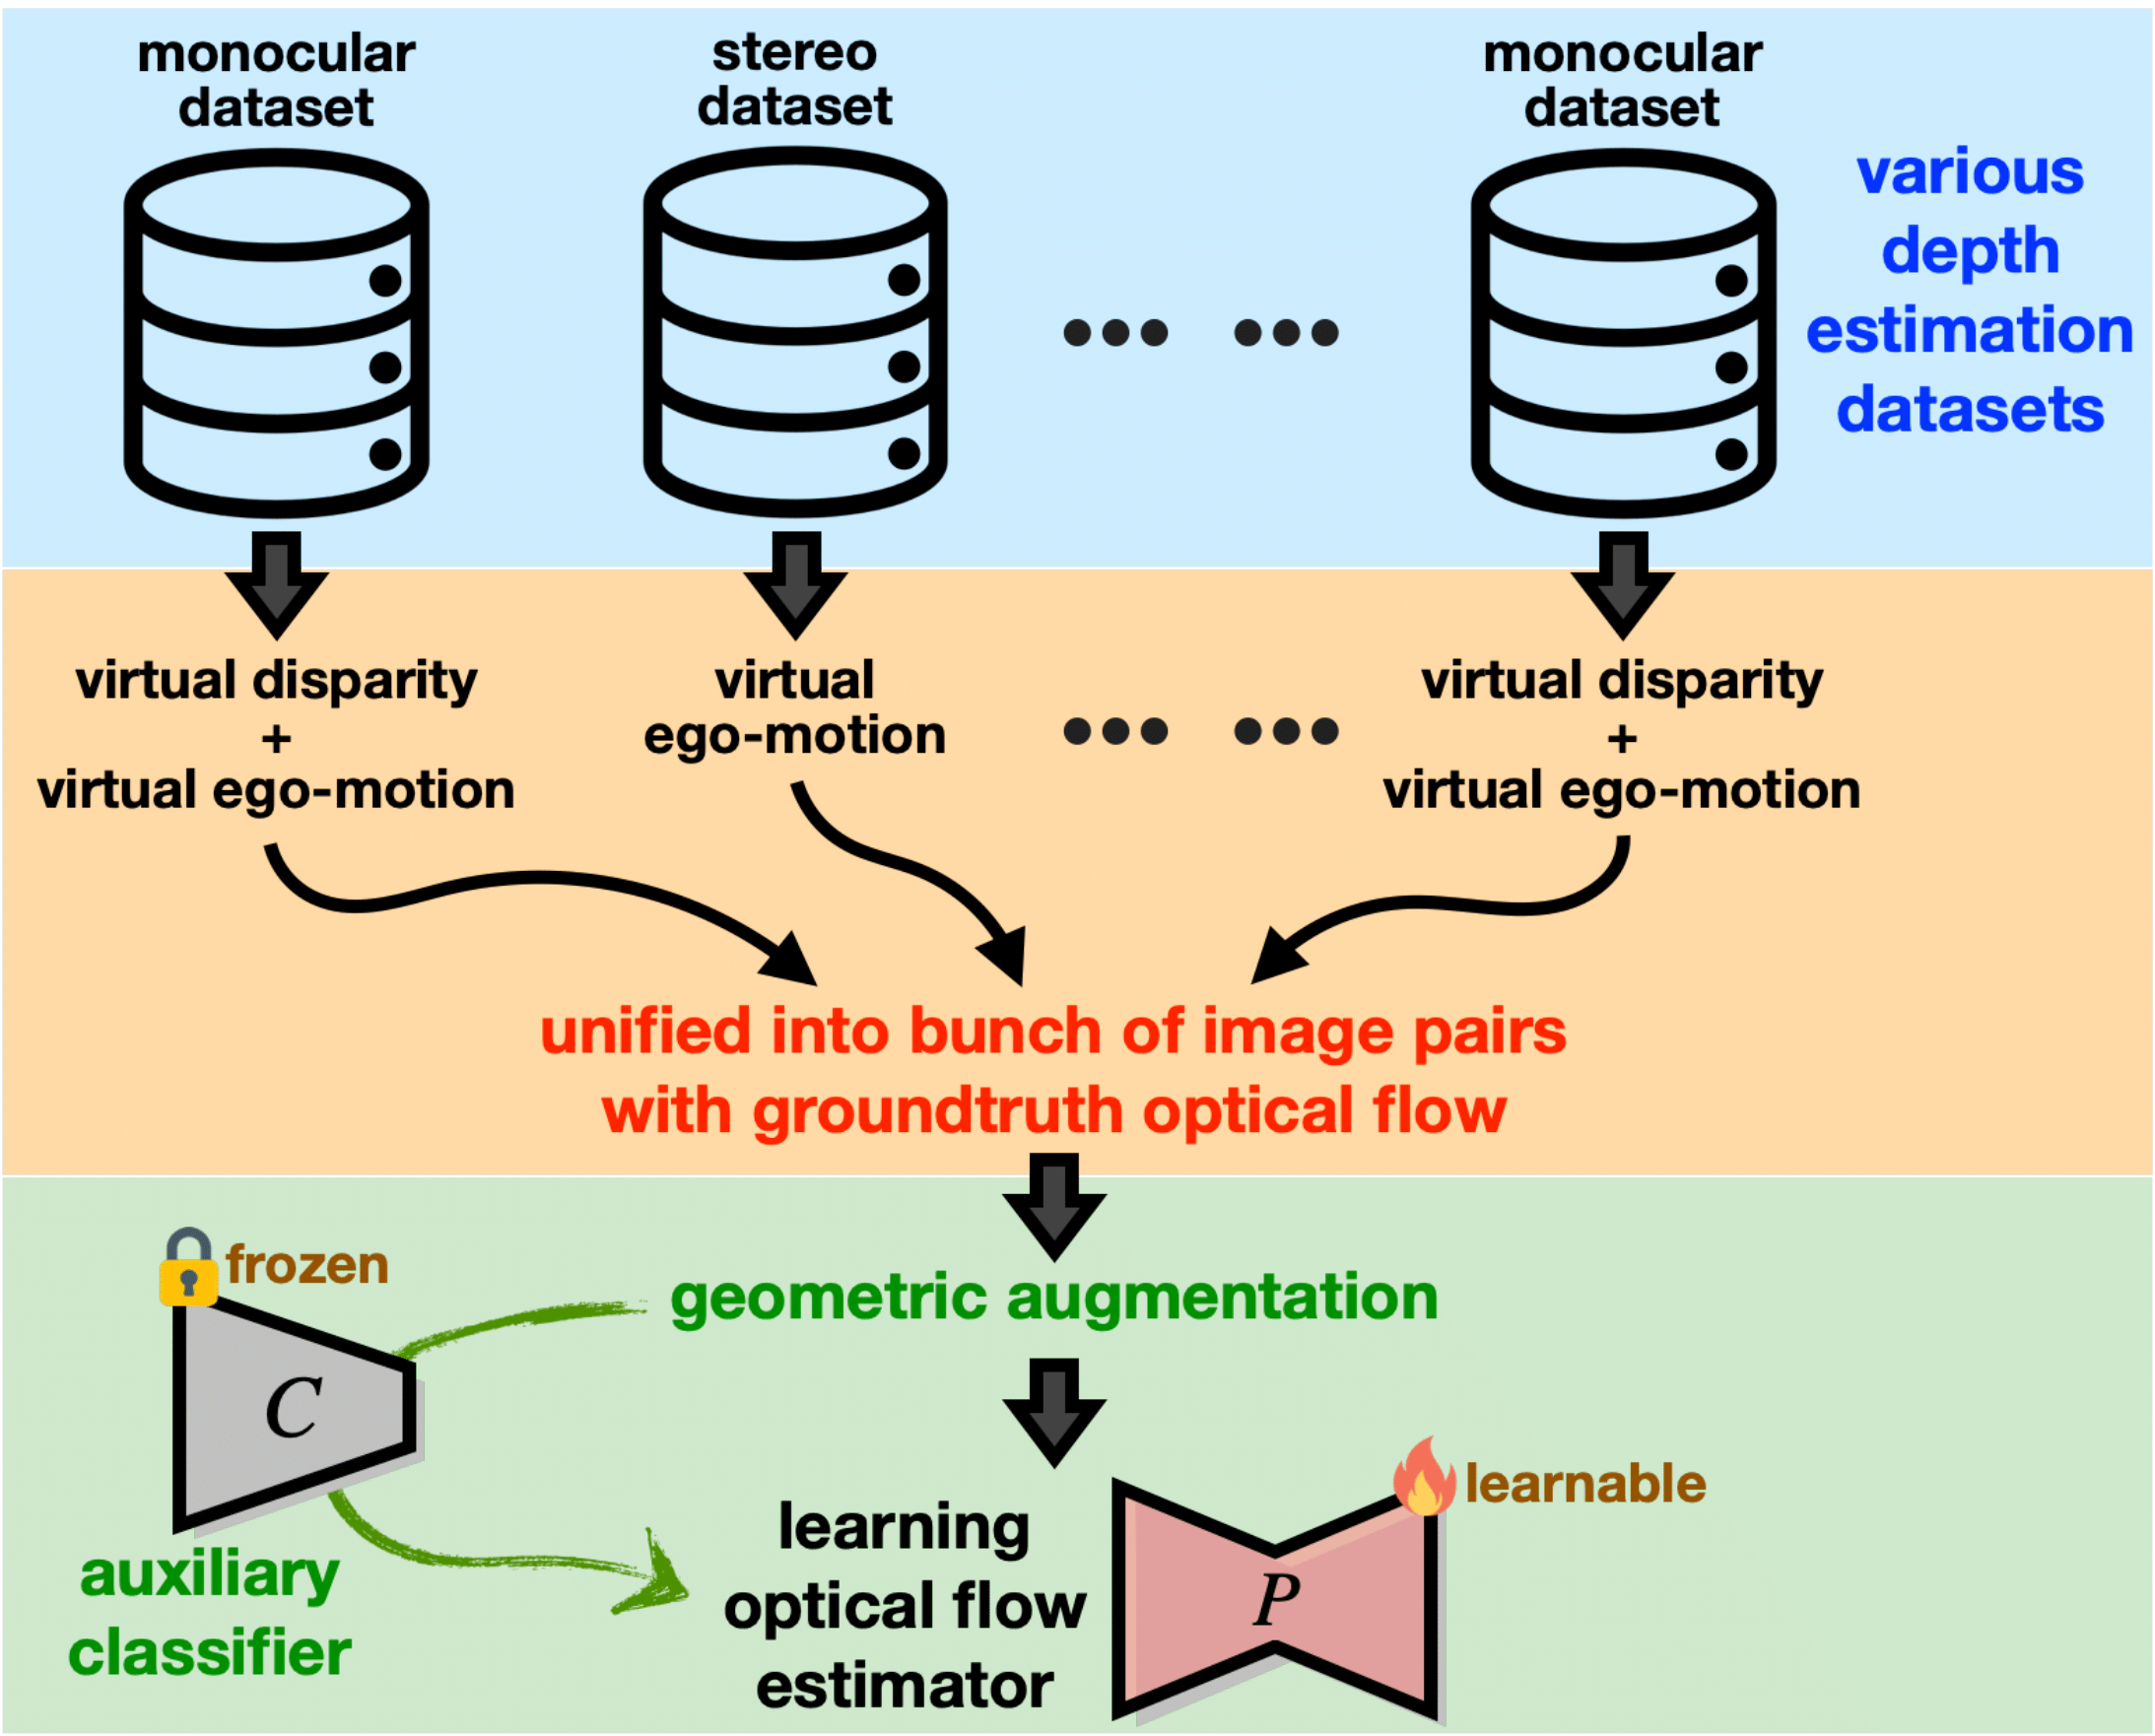 monocular
dataset
stereo
dataset
monocular
dataset
various
depth
estimation
datasets
virtual disparity
+
virtual ego-motion
virtual
ego-motion
virtual disparity
+
virtual ego-motion
unified into bunch of image pairs
with groundtruth optical flow
frozen
geometric augmentation
C
auxiliary
classifier
learnable
learning
optical flow
estimator
P